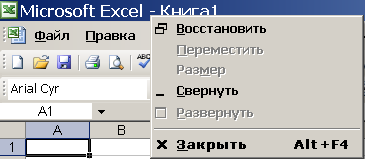 Microsoft Excel - Книга1
Файл Правка
Arial Cyr
A1
A B
1
Восстановить
Переместить
Размер
Свернуть
Развернуть
Закрыть Alt+F4